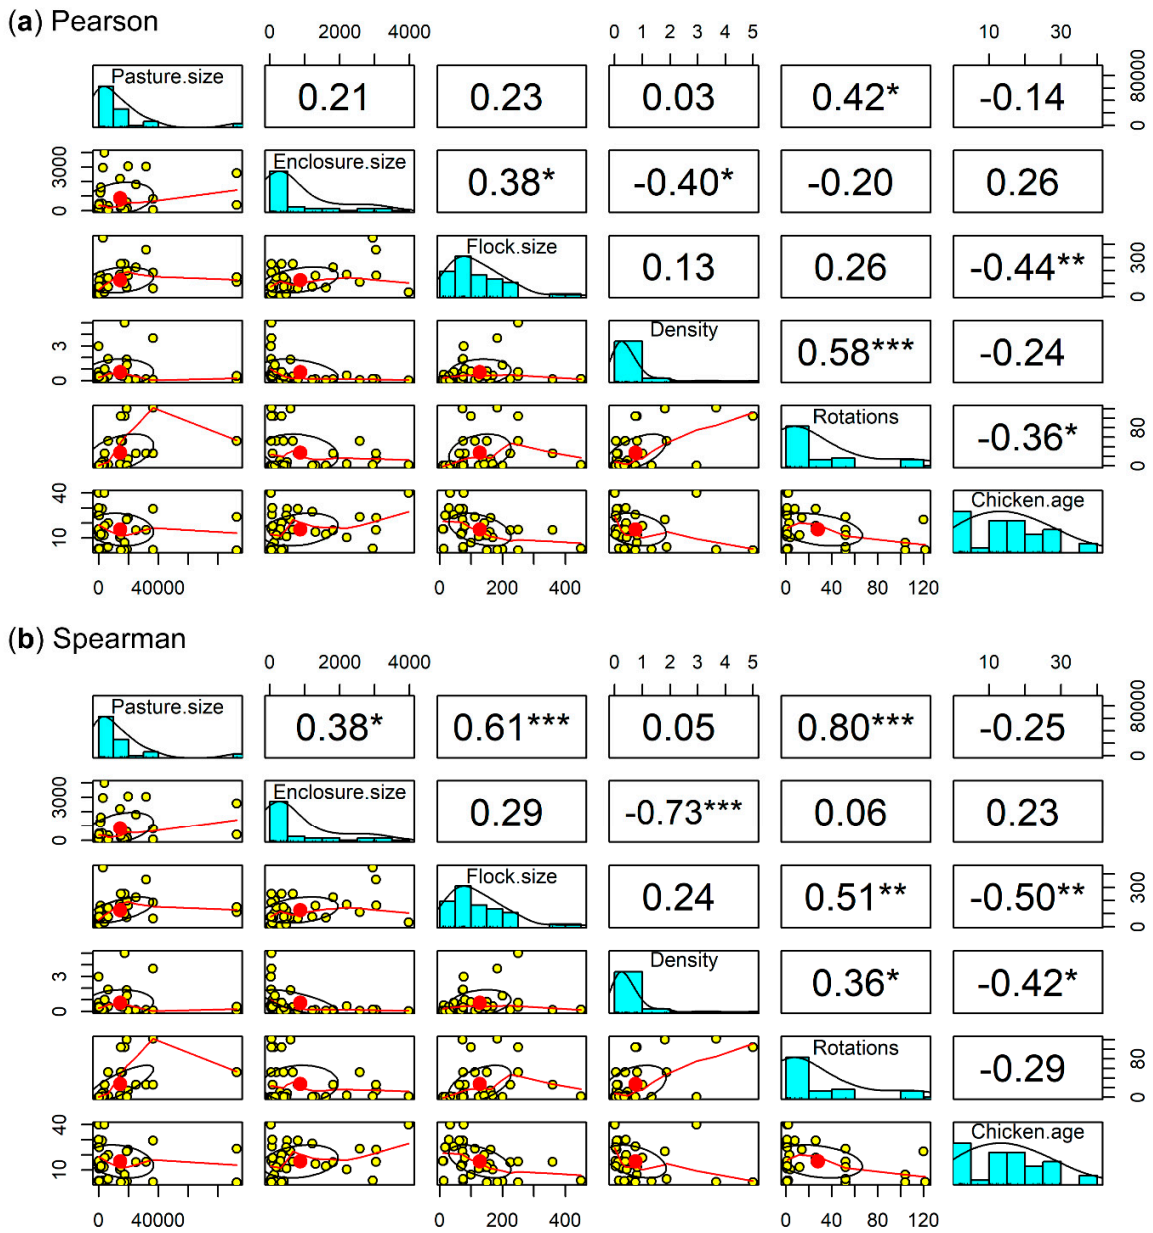 (a) Pearson
0 2000 4000 0 1 2 3 4 5 10 30
Pasture.size 0.21 0.23 0.03 0.42* -0.14 0 80000
0 3000 Enclosure.size 0.38* -0.40* -0.20 0.26
Flock.size 0.13 0.26 -0.44** 0 300
0 3 Density 0.58*** -0.24
Rotations -0.36* 0 80
10 40 Chicken.age
0 40000 0 200 400 0 40 80 120
(b) Spearman
0 2000 4000 0 1 2 3 4 5 10 30
Pasture.size 0.38* 0.61*** 0.05 0.80*** -0.25 0 80000
0 3000 Enclosure.size 0.29 -0.73*** 0.06 0.23
Flock.size 0.24 0.51** -0.50** 0 300
0 3 Density 0.36* -0.42*
Rotations -0.29 0 80
10 40 Chicken.age
0 40000 0 200 400 0 40 80 120